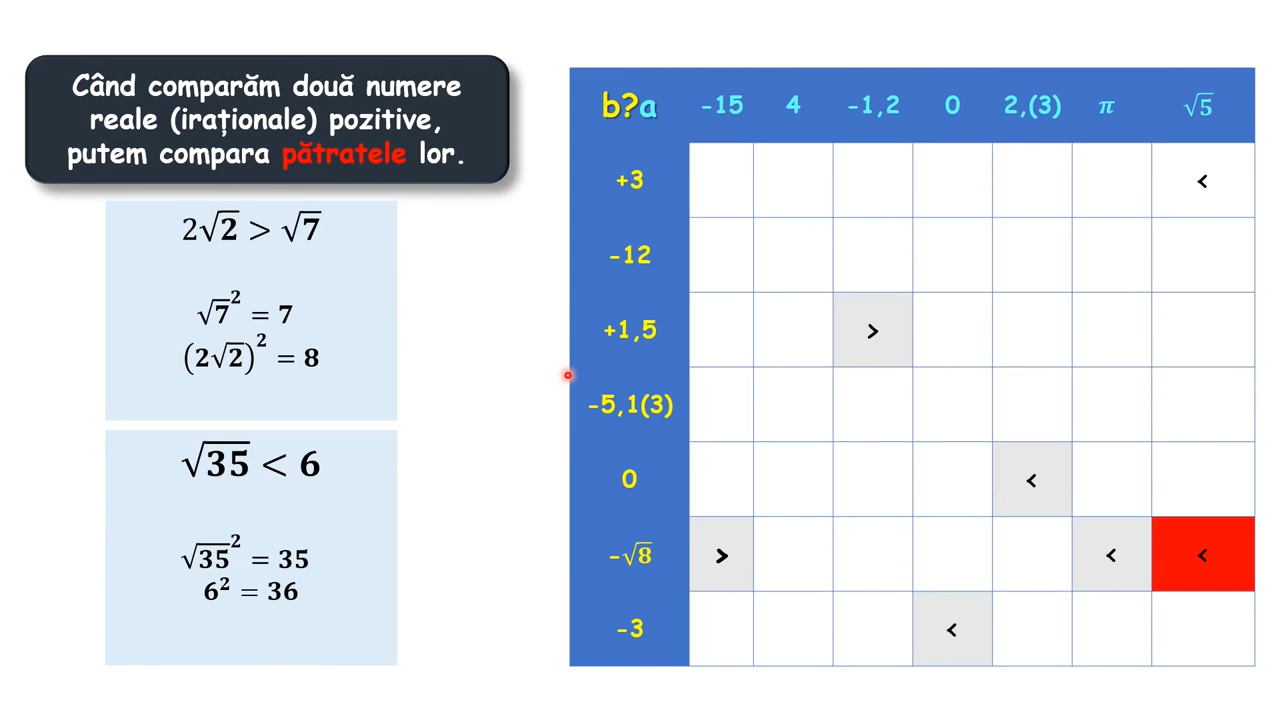 Când comparăm două numere
reale (iraționale) pozitive,
putem compara pătratele lor.
2√2 > √7
√7² = 7
(2√2)² = 8
√35 < 6
√35² = 35
6² = 36
b?a -15 4 -1,2 0 2,(3) π √5
+3 <
-12
+1,5 >
-5,1(3)
0 <
-√8 > < <
-3 <